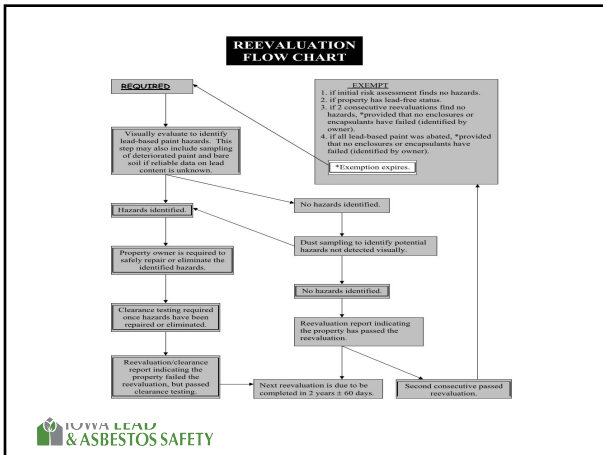 REEVALUATION
FLOW CHART
REQUIRED
EXEMPT
1. if initial risk assessment finds no hazards.
2. if property has lead-free status.
3. if 2 consecutive reevaluations find no
hazards, *provided that no enclosures or
encapsulants have failed (identified by
owner).
4. if all lead-based paint was abated, *provided
that no enclosures or encapsulants have
failed (identified by owner).
*Exemption expires.
Visually evaluate to identify
lead-based paint hazards. This
step may also include sampling
of deteriorated paint and bare
soil if reliable data on lead
content is unknown.
Hazards identified.
No hazards identified.
Dust sampling to identify potential
hazards not detected visually.
Property owner is required to
safely repair or eliminate the
identified hazards.
No hazards identified.
Clearance testing required
once hazards have been
repaired or eliminated.
Reevaluation report indicating
the property has passed the
reevaluation.
Reevaluation/clearance
report indicating the
property failed the
reevaluation, but passed
clearance testing.
Next reevaluation is due to be
completed in 2 years ± 60 days.
Second consecutive passed
reevaluation.
IOWA LEAD
& ASBESTOS SAFETY